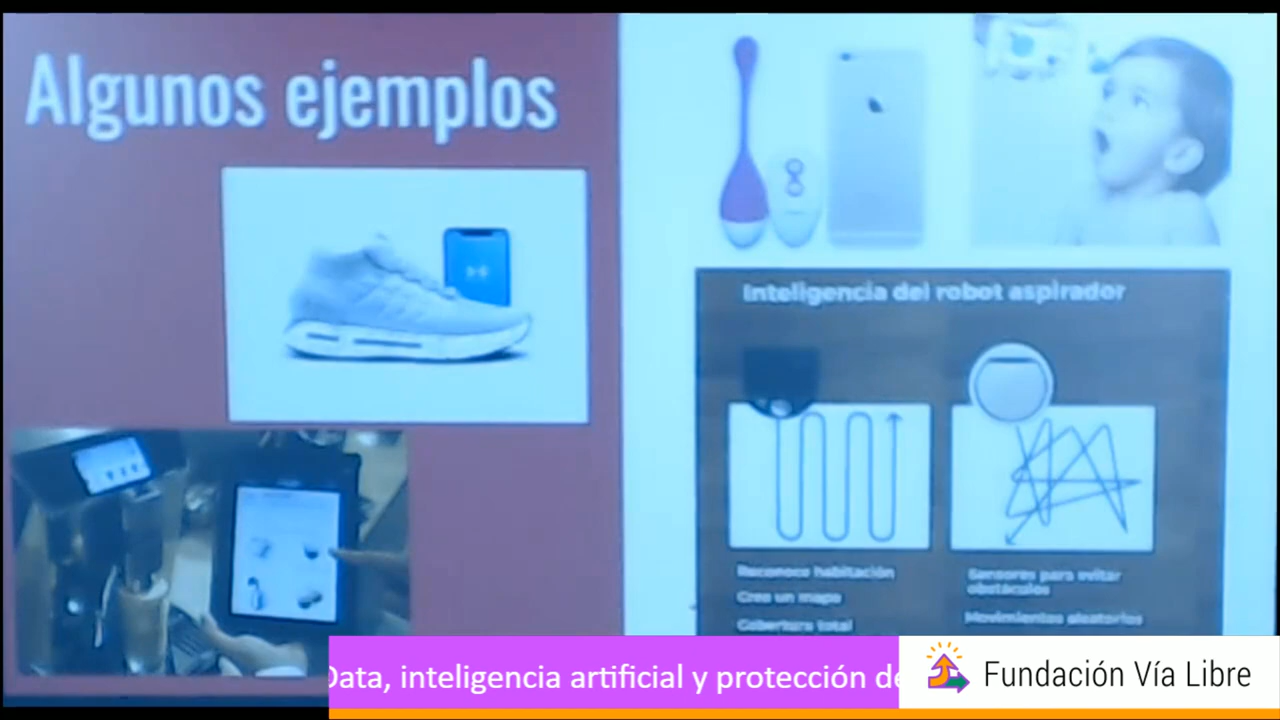 Algunos ejemplos
Inteligencia del robot aspirador
Reconoce habitación
Crea un mapa
Cobertura total
Sensores para evitar
obstáculos
Movimientos aleatorios
Data, inteligencia artificial y protección de
Fundación Vía Libre